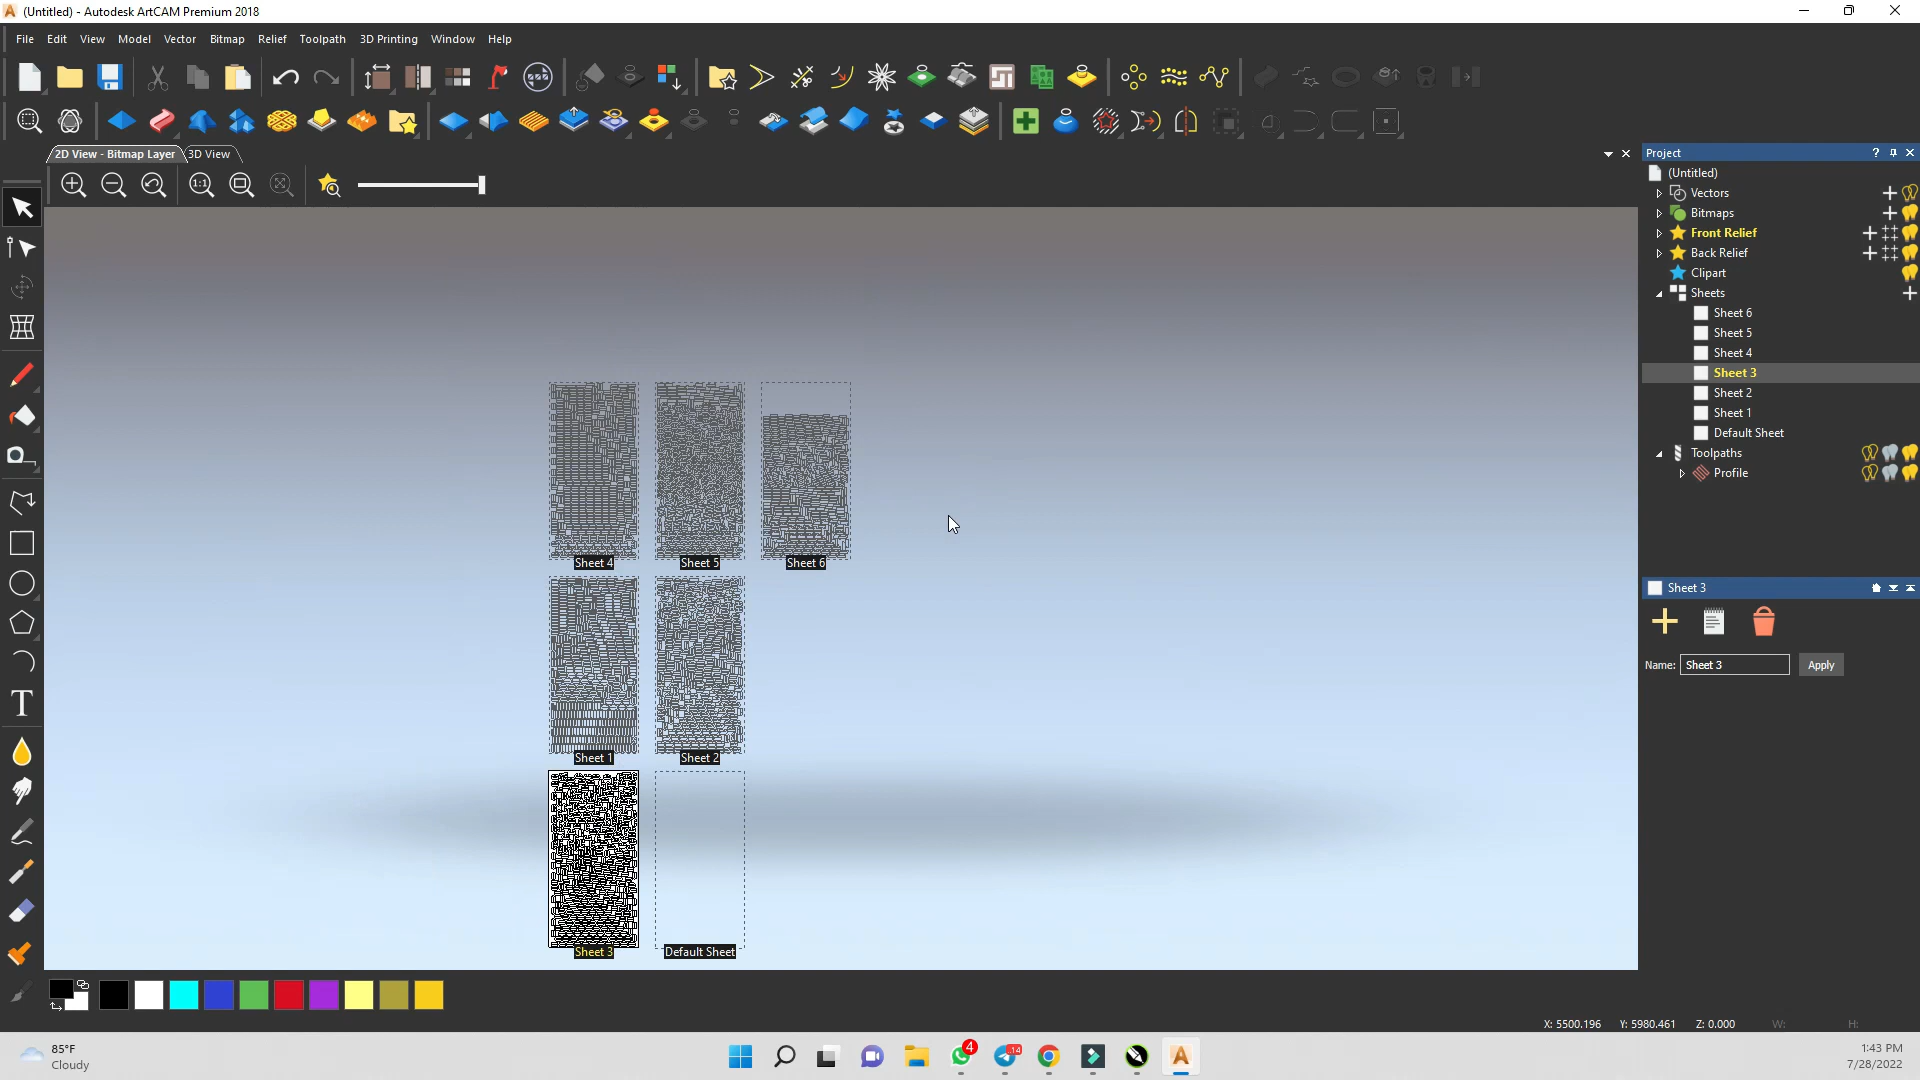 (Untitled) - Autodesk ArtCAM Premium 2018
File Edit View Model Vector Bitmap Relief Toolpath 3D Printing Window Help
2D View - Bitmap Layer 3D View
1:1
Sheet 4 Sheet 5 Sheet 6
Sheet 1 Sheet 2
Sheet 3 Default Sheet
Project
(Untitled)
Vectors
Bitmaps
Front Relief
Back Relief
Clipart
Sheets
Sheet 6
Sheet 5
Sheet 4
Sheet 3
Sheet 2
Sheet 1
Default Sheet
Toolpaths
Profile
Sheet 3
Name: Sheet 3 Apply
X: 5500.196 Y: 5980.461 Z: 0.000 W: H:
85°F
Cloudy
4
14
1:43 PM
7/28/2022